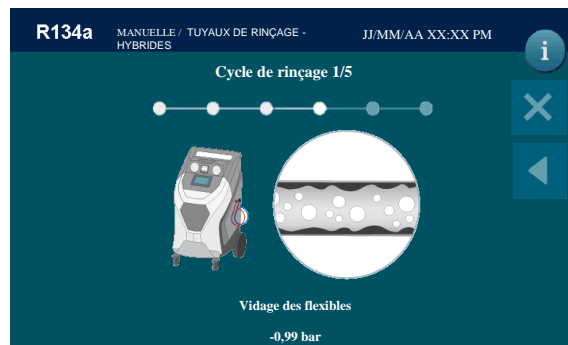 R134a MANUELLE / TUYAUX DE RINÇAGE - JJ/MM/AA XX:XX PM
HYBRIDES
i
Cycle de rinçage 1/5
Vidage des flexibles
-0,99 bar